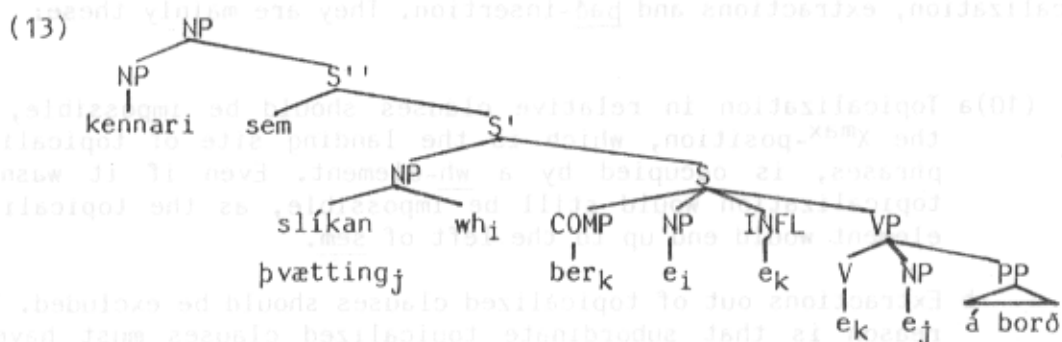 (13)
NP
NP S''
kennari sem S'
NP S
slíkan whi COMP NP INFL VP
þvættingj berk ei ek V NP PP
ek ej á borð